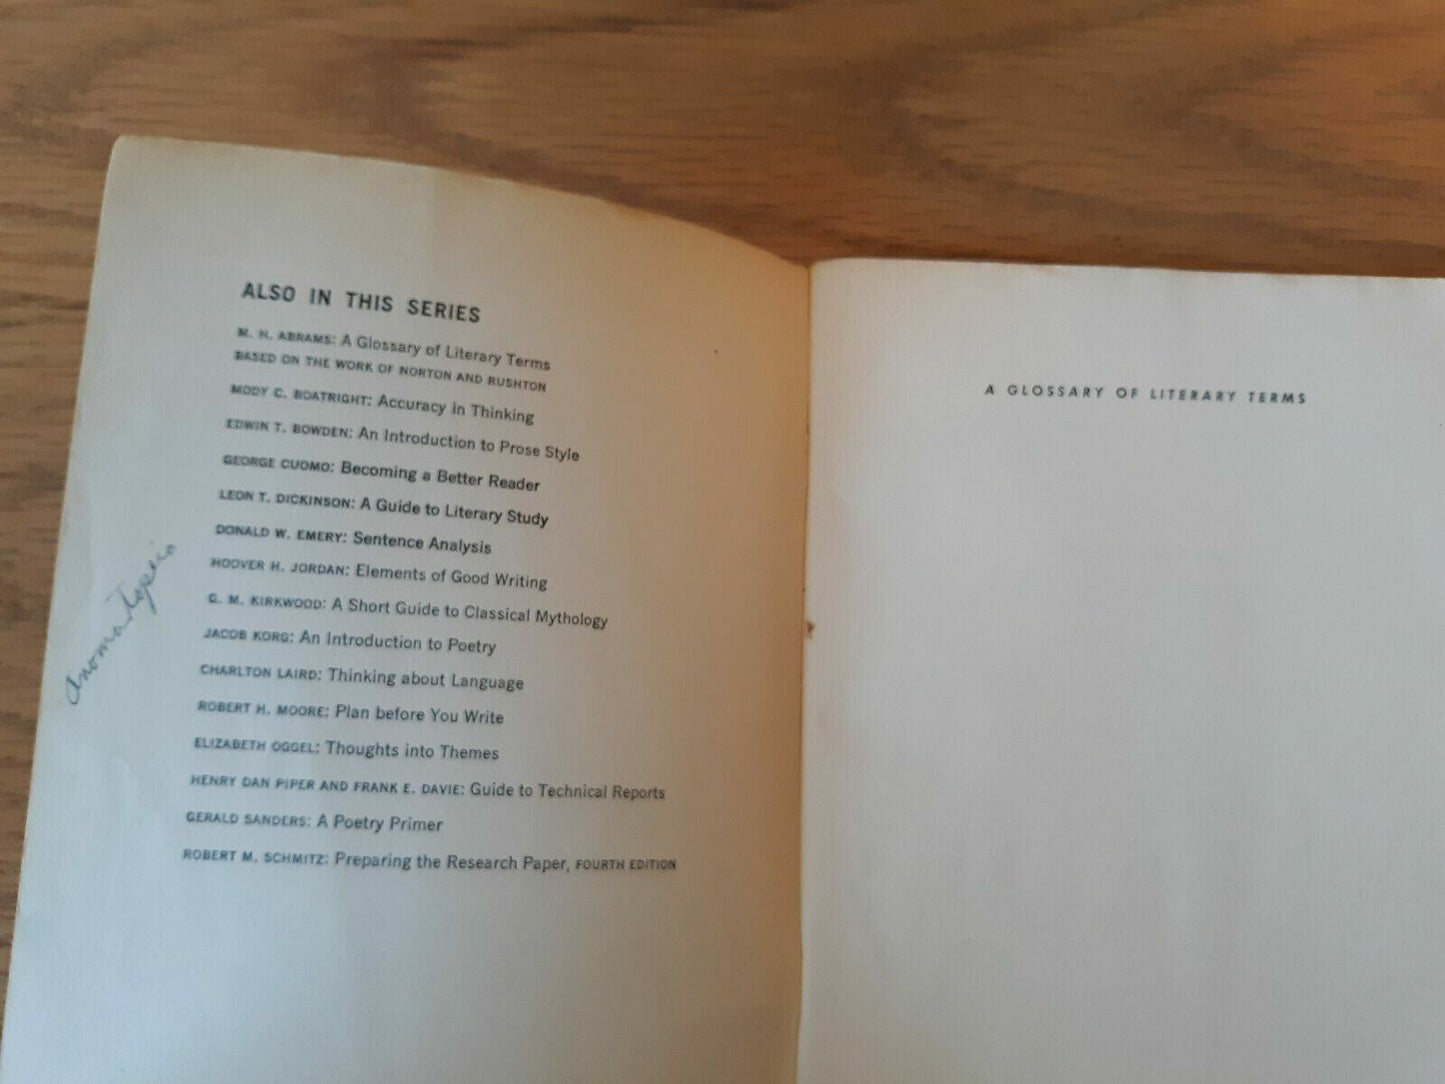 ALSO IN THIS SERIES
M. H. ABRAMS: A Glossary of Literary Terms
BASED ON THE WORK OF NORTON AND RUSHTON
MODY C. BOATRIGHT: Accuracy in Thinking
EDWIN T. BOWDEN: An Introduction to Prose Style
GEORGE CUOMO: Becoming a Better Reader
LEON T. DICKINSON: A Guide to Literary Study
DONALD W. EMERY: Sentence Analysis
HOOVER H. JORDAN: Elements of Good Writing
G. M. KIRKWOOD: A Short Guide to Classical Mythology
JACOB KORG: An Introduction to Poetry
CHARLTON LAIRD: Thinking about Language
ROBERT H. MOORE: Plan before You Write
ELIZABETH OGGEL: Thoughts into Themes
HENRY DAN PIPER AND FRANK E. DAVIE: Guide to Technical Reports
GERALD SANDERS: A Poetry Primer
ROBERT M. SCHMITZ: Preparing the Research Paper, FOURTH EDITION
A GLOSSARY OF LITERARY TERMS